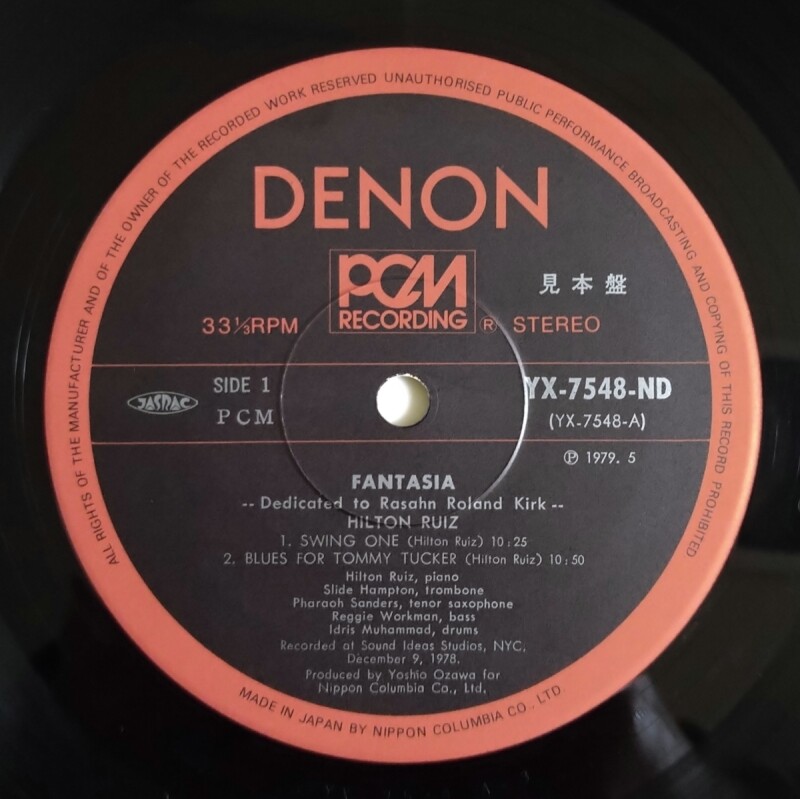 ALL RIGHTS OF THE MANUFACTURER AND OF THE OWNER OF THE RECORDED WORK RESERVED UNAUTHORISED PUBLIC PERFORMANCE BROADCASTING AND COPYING OF THIS RECORD PROHIBITED
DENON
PCM
RECORDING
見本盤
33⅓RPM
Ⓡ STEREO
JASRAC
SIDE 1
PCM
YX-7548-ND
(YX-7548-A)
Ⓟ 1979. 5
FANTASIA
--Dedicated to Rasahn Roland Kirk--
HILTON RUIZ
1. SWING ONE (Hilton Ruiz) 10:25
2. BLUES FOR TOMMY TUCKER (Hilton Ruiz) 10:50
Hilton Ruiz, piano
Slide Hampton, trombone
Pharaoh Sanders, tenor saxophone
Reggie Workman, bass
Idris Muhammad, drums
Recorded at Sound Ideas Studios, NYC,
December 9, 1978.
Produced by Yoshio Ozawa for
Nippon Columbia Co., Ltd.
MADE IN JAPAN BY NIPPON COLUMBIA CO., LTD.